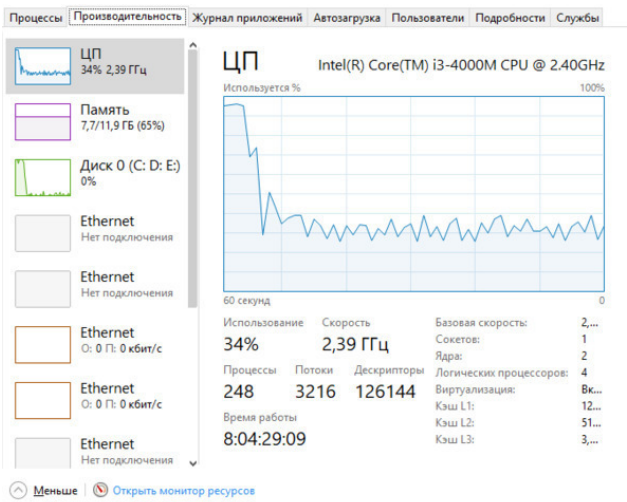 Процессы Производительность Журнал приложений Автозагрузка Пользователи Подробности Службы
ЦП
34% 2,39 ГГц
Память
7,7/11,9 ГБ (65%)
Диск 0 (C: D: E:)
0%
Ethernet
Нет подключения
Ethernet
Нет подключения
Ethernet
О: 0 П: 0 кбит/с
Ethernet
О: 0 П: 0 кбит/с
Ethernet
Нет подключения
ЦП Intel(R) Core(TM) i3-4000M CPU @ 2.40GHz
Используется % 100%
60 секунд 0
Использование Скорость
34% 2,39 ГГц
Процессы Потоки Дескрипторы
248 3216 126144
Время работы
8:04:29:09
Базовая скорость: 2,...
Сокетов: 1
Ядра: 2
Логических процессоров: 4
Виртуализация: Вк...
Кэш L1: 12...
Кэш L2: 51...
Кэш L3: 3,...
Меньше Открыть монитор ресурсов